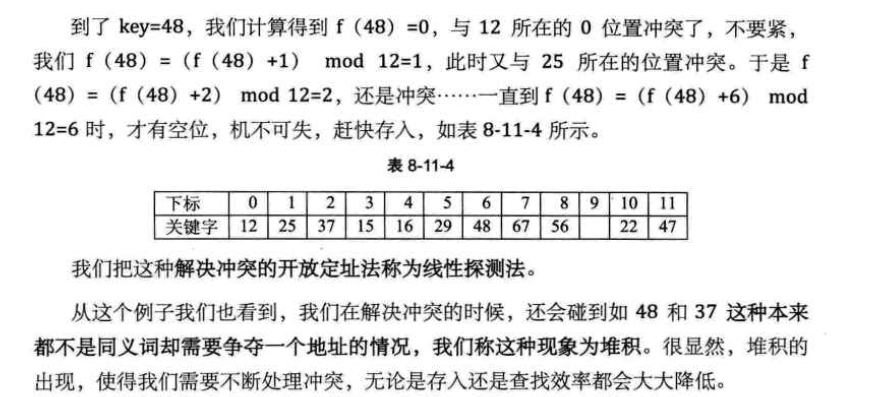 到了 key=48，我们计算得到 f（48）=0，与 12 所在的 0 位置冲突了，不要紧，
我们 f（48）=（f（48）+1） mod 12=1，此时又与 25 所在的位置冲突。于是 f
（48）=（f（48）+2） mod 12=2，还是冲突……一直到 f（48）=（f（48）+6） mod
12=6 时，才有空位，机不可失，赶快存入，如表 8-11-4 所示。
表 8-11-4
下标 0 1 2 3 4 5 6 7 8 9 10 11
关键字 12 25 37 15 16 29 48 67 56 22 47
我们把这种解决冲突的开放定址法称为线性探测法。
从这个例子我们也看到，我们在解决冲突的时候，还会碰到如 48 和 37 这种本来
都不是同义词却需要争夺一个地址的情况，我们称这种现象为堆积。很显然，堆积的
出现，使得我们需要不断处理冲突，无论是存入还是查找效率都会大大降低。